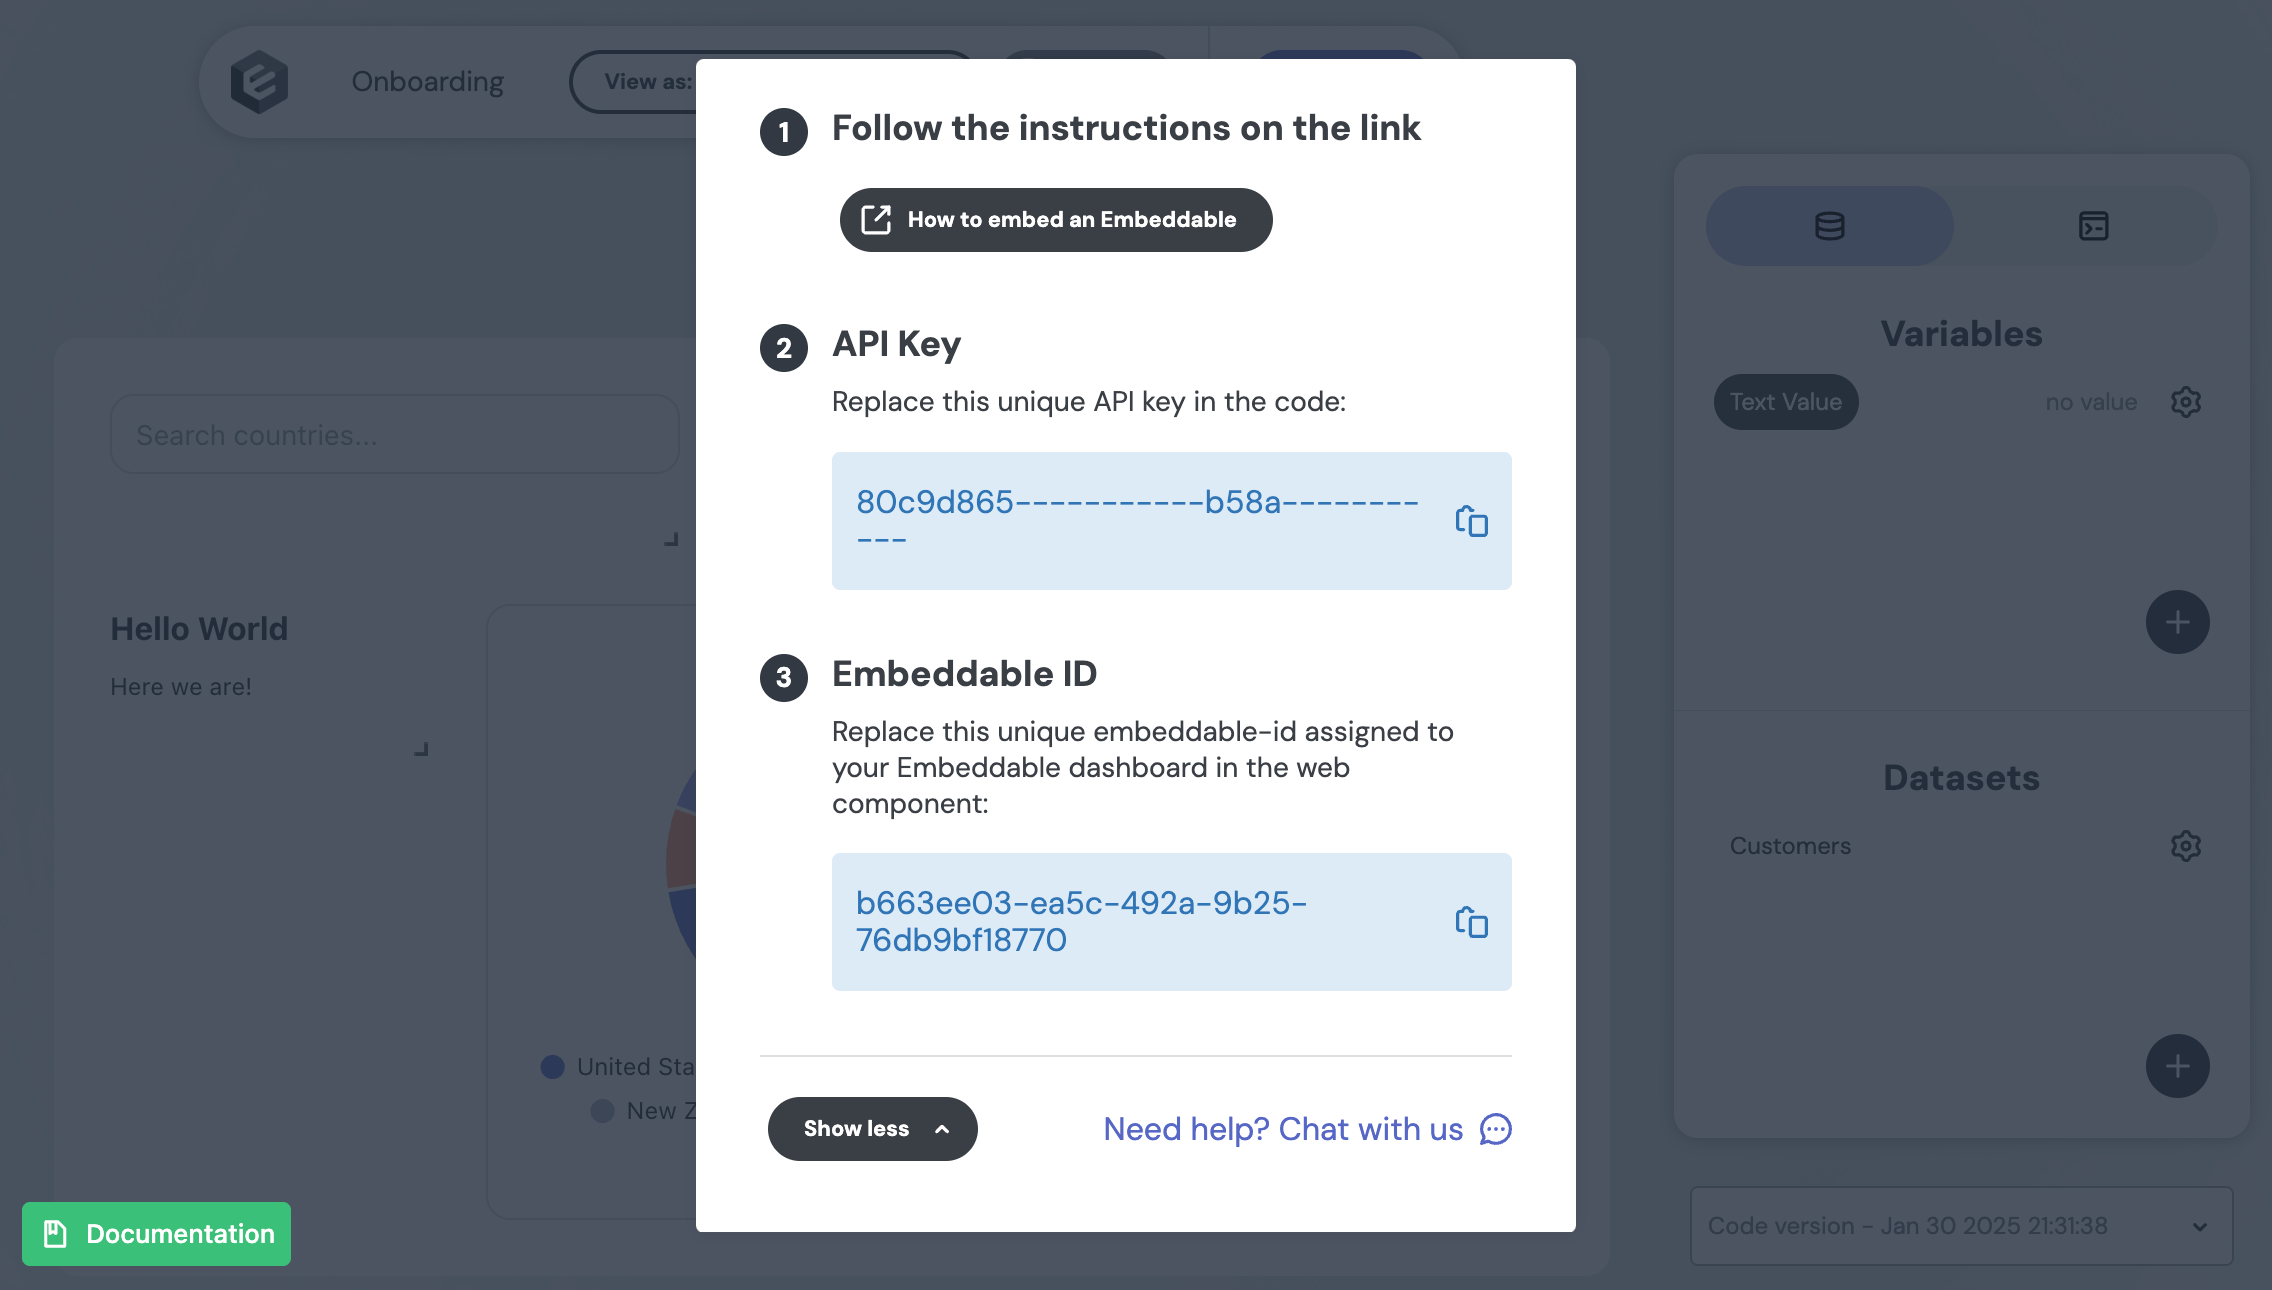 Onboarding
View as:
1
Follow the instructions on the link
How to embed an Embeddable
2
API Key
Replace this unique API key in the code:
80c9d865-----------b58a--------
---
3
Embeddable ID
Replace this unique embeddable-id assigned to
your Embeddable dashboard in the web
component:
b663ee03-ea5c-492a-9b25-
76db9bf18770
Show less
Need help? Chat with us
Search countries...
Hello World
Here we are!
United Sta
New Z
Documentation
Variables
Text Value
no value
Datasets
Customers
Code version - Jan 30 2025 21:31:38